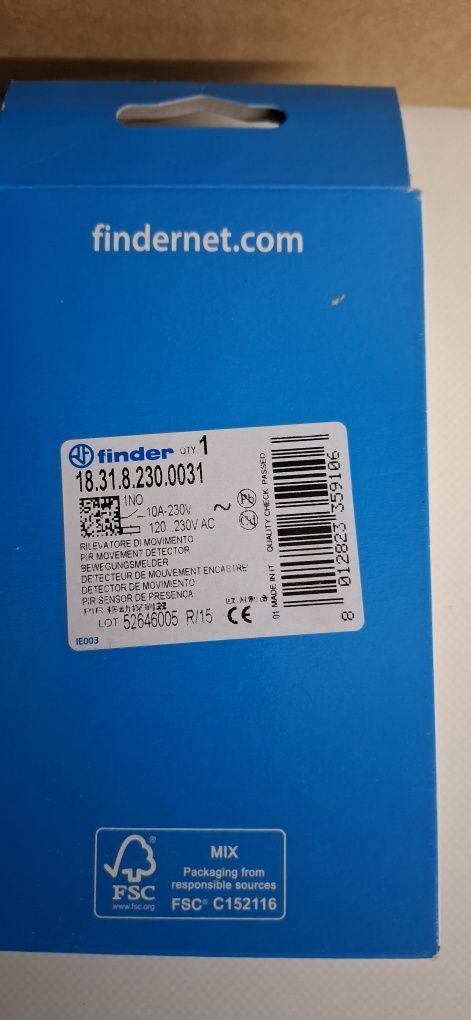 findernet.com
finder QTY 1
18.31.8.230.0031
1NO
10A-230V
120...230V AC
RILEVATORE DI MOVIMENTO
PIR MOVEMENT DETECTOR
BEWEGUNGSMELDER
DETECTEUR DE MOUVEMENT ENCASTRE
DETECTOR DE MOVIMIENTO
PIR SENSOR DE PRESENÇA
PIR
LOT 52646005 R/15
CE
IE003
01 MADE IN IT QUALITY CHECK PASSED
8 012823 359106
FSC®
www.fsc.org
MIX
Packaging from
responsible sources
FSC® C152116